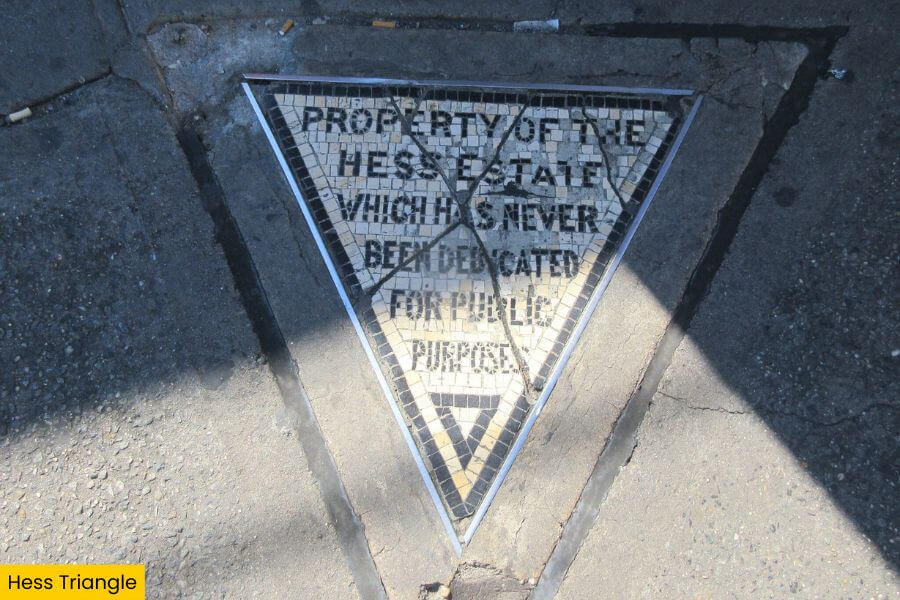 PROPERTY OF THE
HESS ESTATE
WHICH HAS NEVER
BEEN DEDICATED
FOR PUBLIC
PURPOSES
Hess Triangle